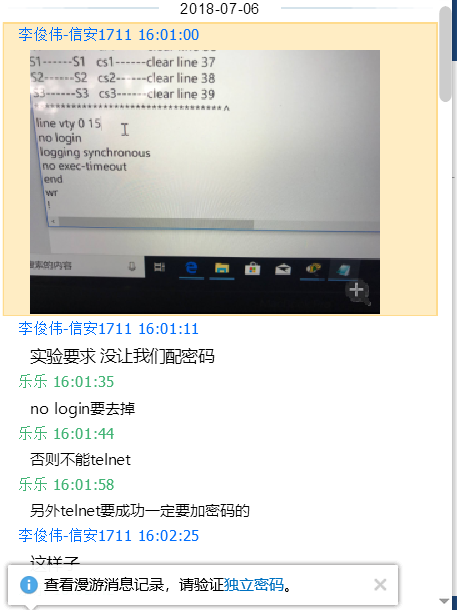 2018-07-06
李俊伟-信安1711 16:01:00
S1------S1 cs1------clear line 37
S2------S2 cs2------clear line 38
S3------S3 cs3------clear line 39
line vty 0 15
no login
logging synchronous
no exec-timeout
end
wr
!
搜索的内容
李俊伟-信安1711 16:01:11
实验要求 没让我们配密码
乐乐 16:01:35
no login要去掉
乐乐 16:01:44
否则不能telnet
乐乐 16:01:58
另外telnet要成功一定要加密码的
李俊伟-信安1711 16:02:25
这样子
查看漫游消息记录，请验证独立密码。